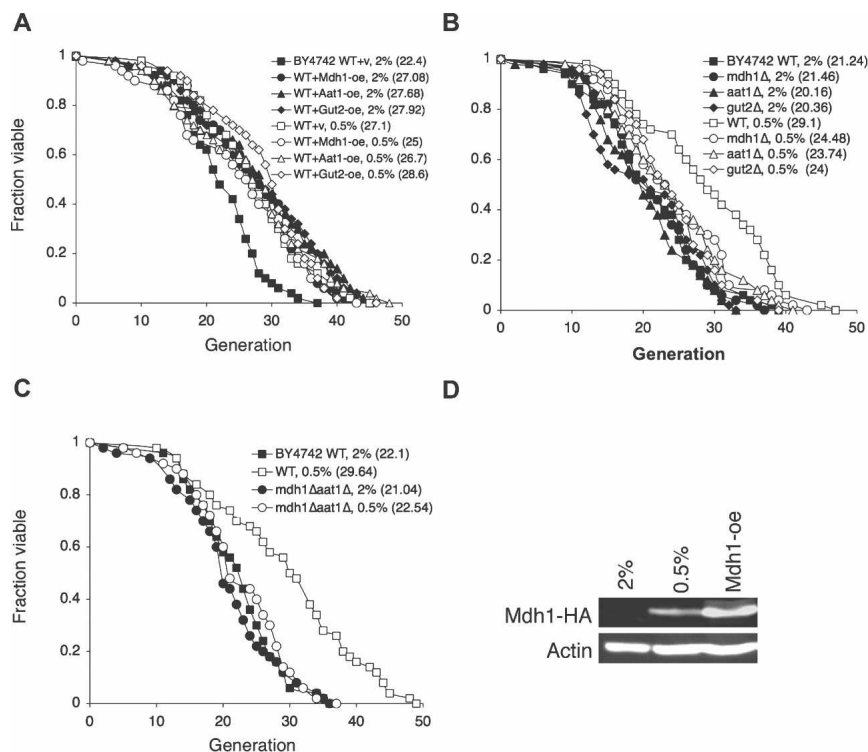 A
Fraction viable
1
0.8
0.6
0.4
0.2
0
0 10 20 30 40 50
Generation
BY4742 WT+v, 2% (22.4)
WT+Mdh1-oe, 2% (27.08)
WT+Aat1-oe, 2% (27.68)
WT+Gut2-oe, 2% (27.92)
WT+v, 0.5% (27.1)
WT+Mdh1-oe, 0.5% (25)
WT+Aat1-oe, 0.5% (26.7)
WT+Gut2-oe, 0.5% (28.6)
B
1
0.8
0.6
0.4
0.2
0
0 10 20 30 40 50
Generation
BY4742 WT, 2% (21.24)
mdh1Δ, 2% (21.46)
aat1Δ, 2% (20.16)
gut2Δ, 2% (20.36)
WT, 0.5% (29.1)
mdh1Δ, 0.5% (24.48)
aat1Δ, 0.5% (23.74)
gut2Δ, 0.5% (24)
C
Fraction viable
1
0.8
0.6
0.4
0.2
0
0 10 20 30 40 50
Generation
BY4742 WT, 2% (22.1)
WT, 0.5% (29.64)
mdh1Δaat1Δ, 2% (21.04)
mdh1Δaat1Δ, 0.5% (22.54)
D
2% 0.5% Mdh1-oe
Mdh1-HA
Actin